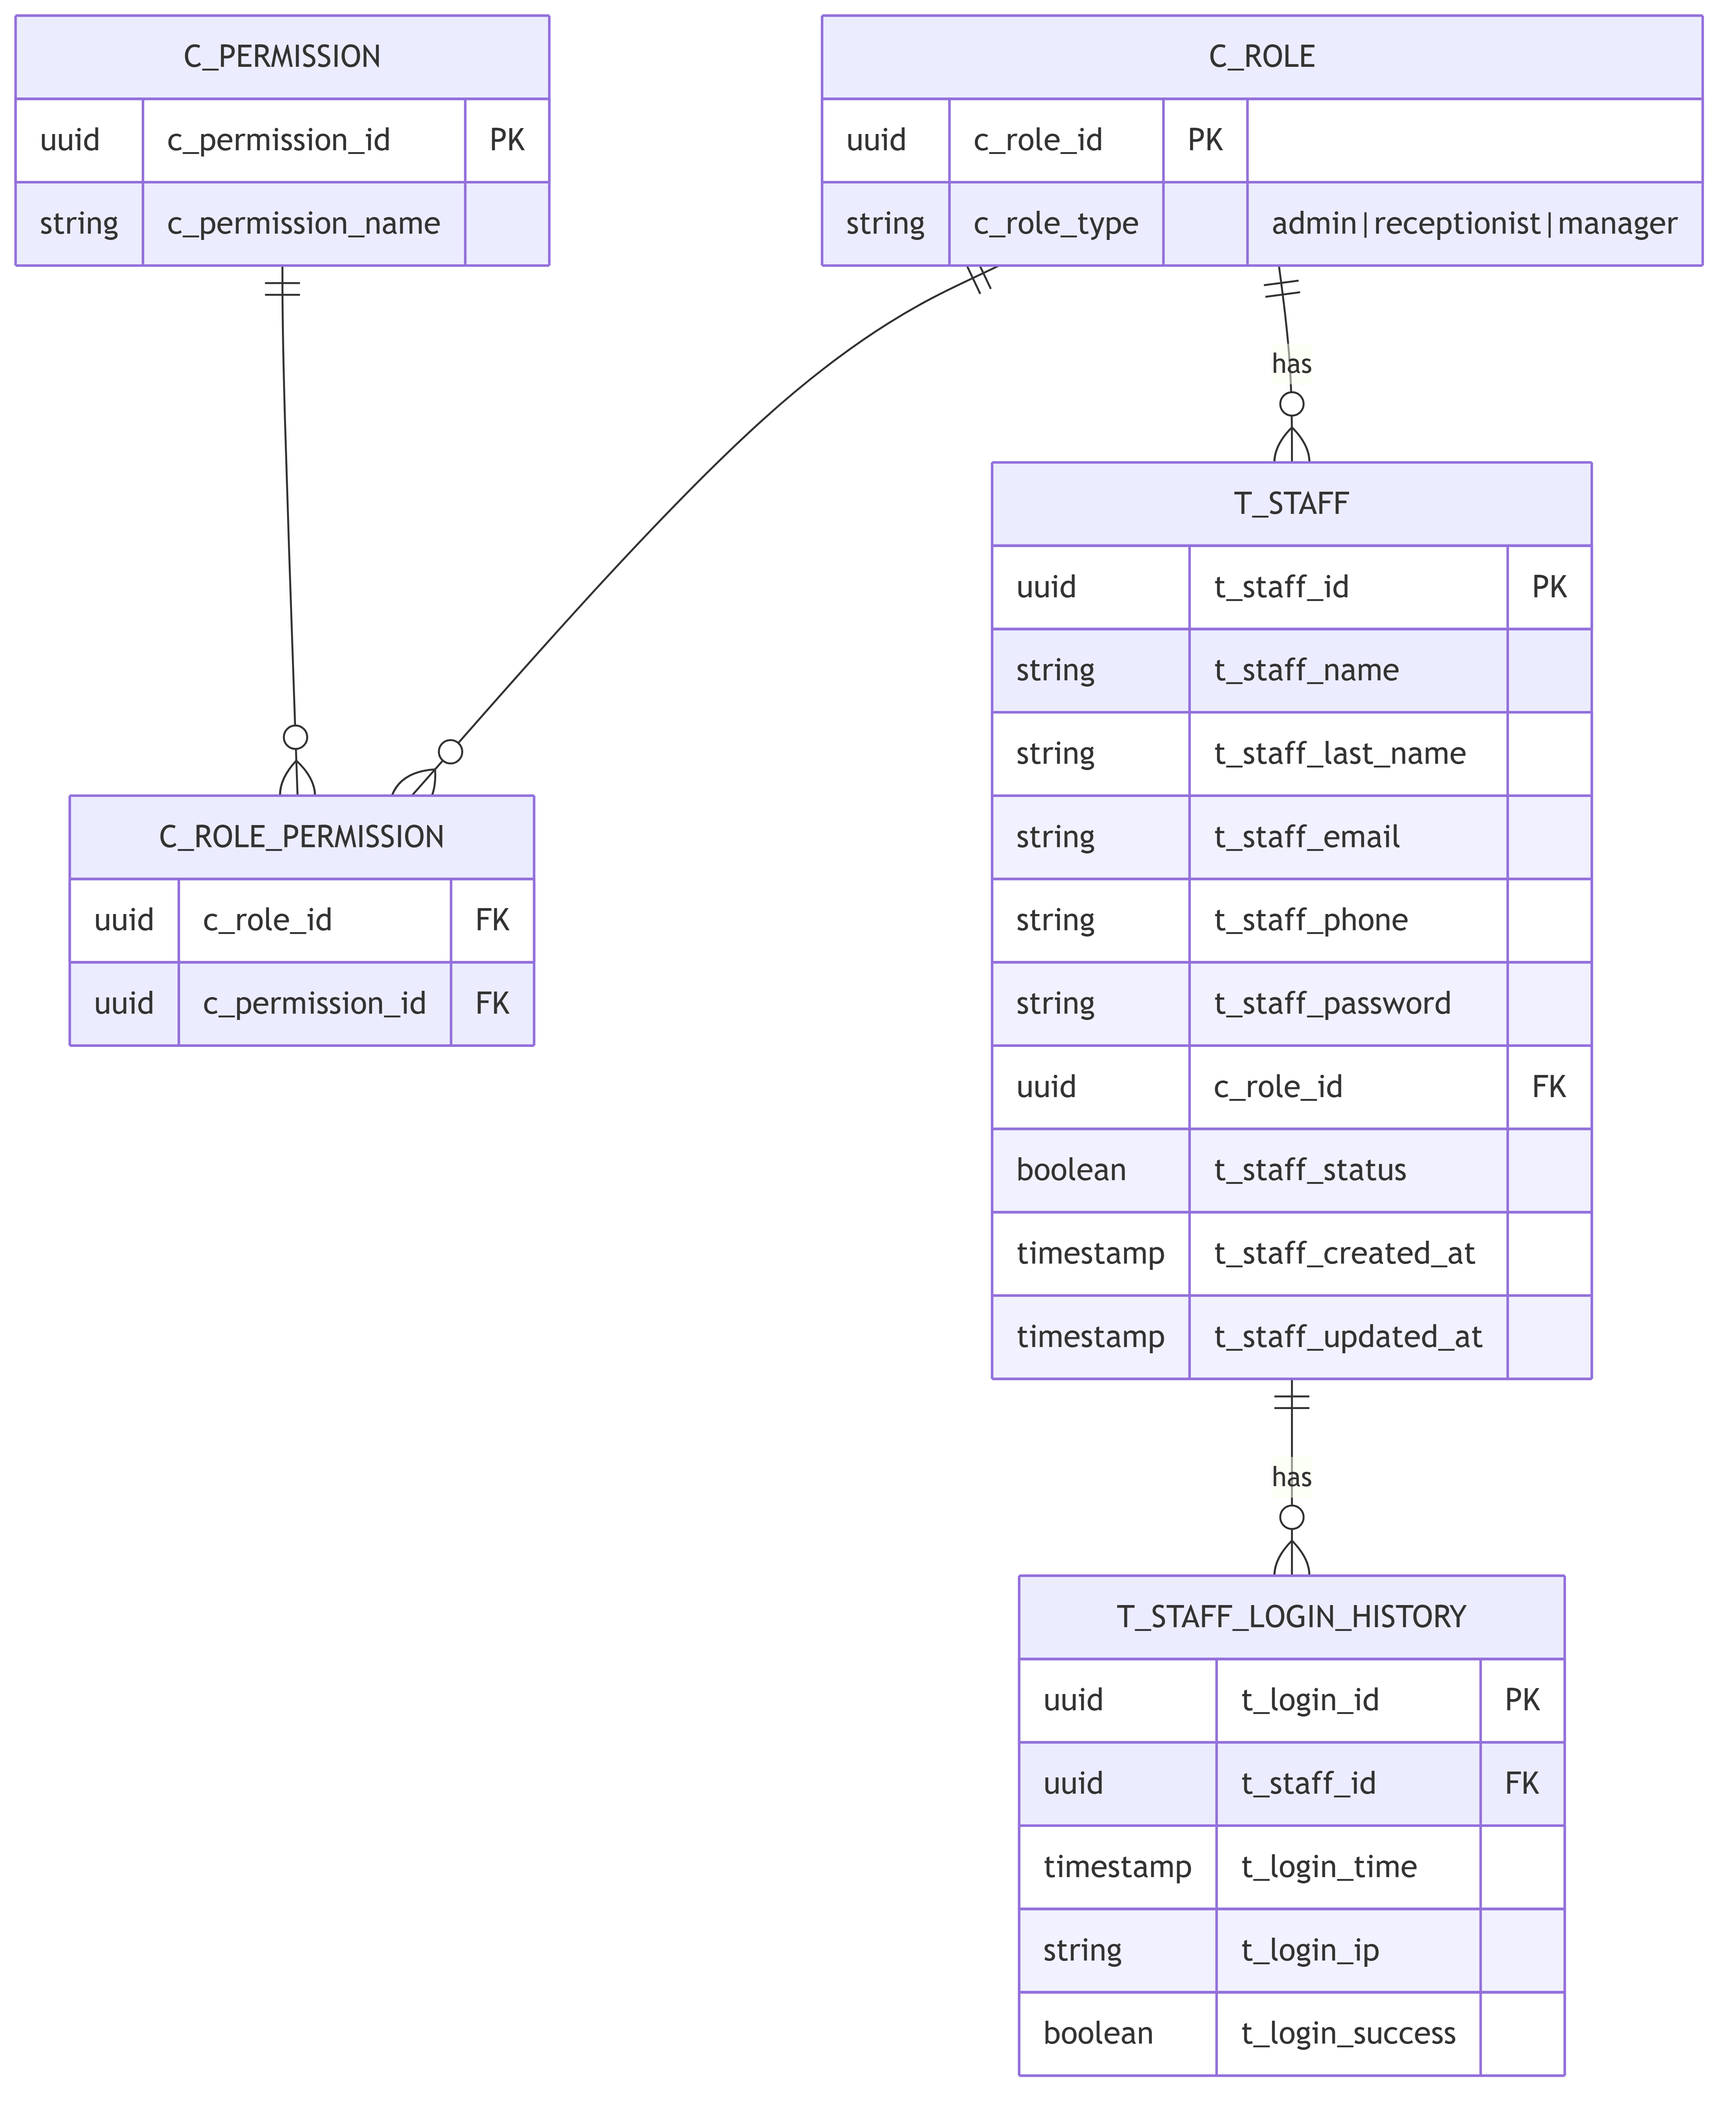 C_PERMISSION
uuid c_permission_id PK
string c_permission_name
C_ROLE
uuid c_role_id PK
string c_role_type admin|receptionist|manager
has
T_STAFF
uuid t_staff_id PK
string t_staff_name
string t_staff_last_name
string t_staff_email
string t_staff_phone
string t_staff_password
uuid c_role_id FK
boolean t_staff_status
timestamp t_staff_created_at
timestamp t_staff_updated_at
C_ROLE_PERMISSION
uuid c_role_id FK
uuid c_permission_id FK
has
T_STAFF_LOGIN_HISTORY
uuid t_login_id PK
uuid t_staff_id FK
timestamp t_login_time
string t_login_ip
boolean t_login_success